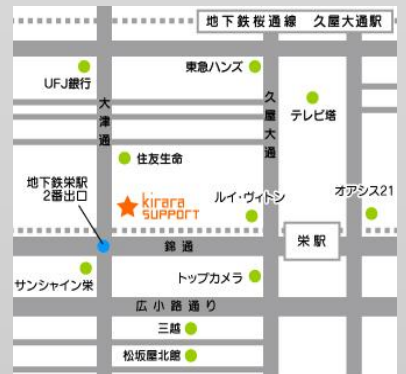 地下鉄桜通線 久屋大通駅
UFJ銀行
東急ハンズ
大津通
久屋大通
テレビ塔
住友生命
地下鉄栄駅
2番出口
kirara
SUPPORT
ルイ・ヴィトン
オアシス21
錦通
栄駅
サンシャイン栄
トップカメラ
広小路通り
三越
松坂屋北館